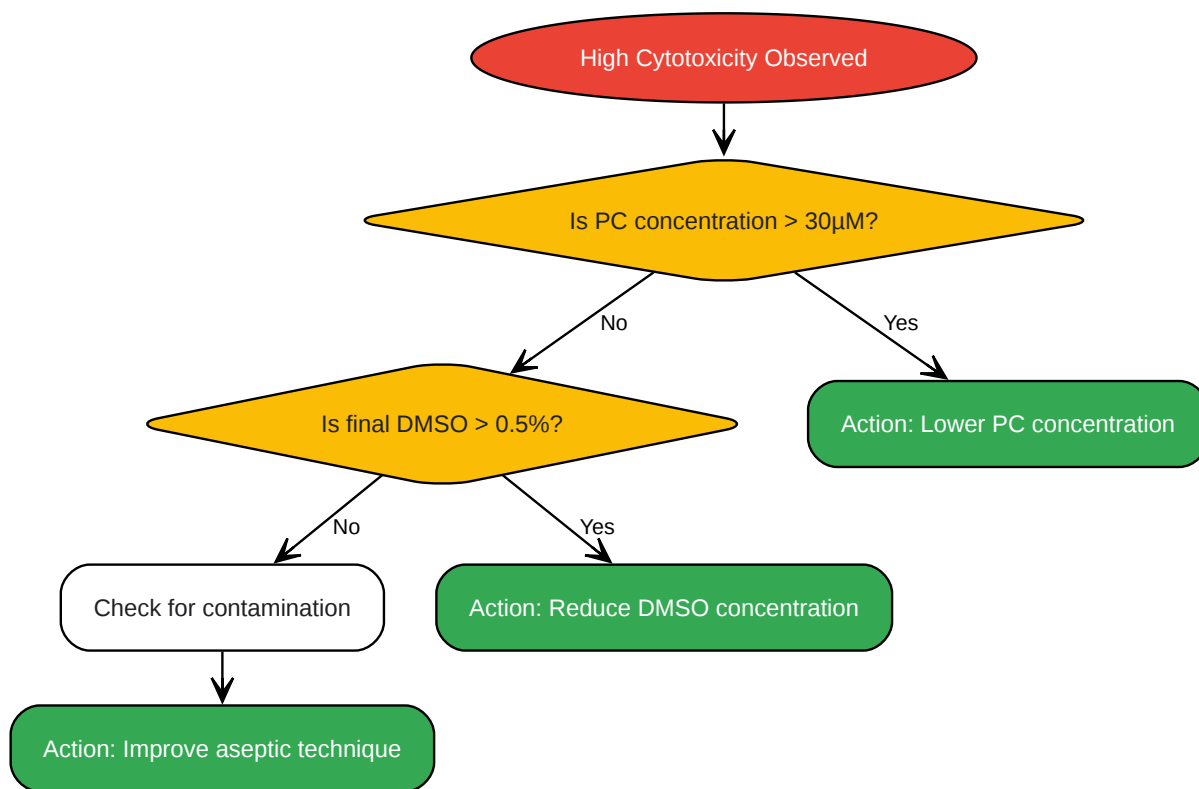 High Cytotoxicity Observed
Is PC concentration > 30µM?
No
Yes
Is final DMSO > 0.5%?
Action: Lower PC concentration
No
Yes
Check for contamination
Action: Reduce DMSO concentration
Action: Improve aseptic technique